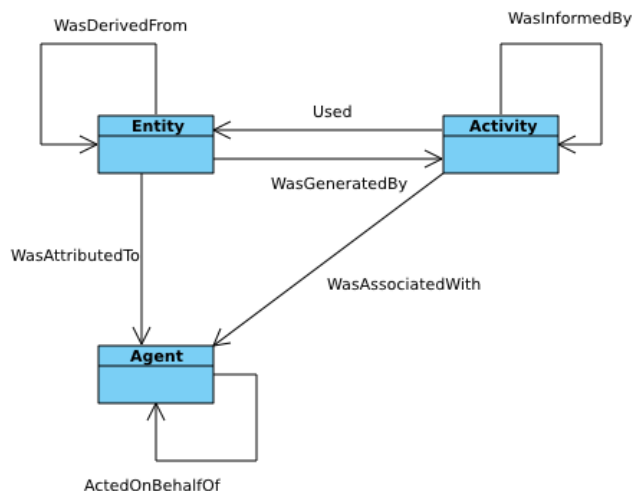 WasInformedBy
WasDerivedFrom
Used
Entity
Activity
WasGeneratedBy
WasAttributedTo
WasAssociatedWith
Agent
ActedOnBehalfOf